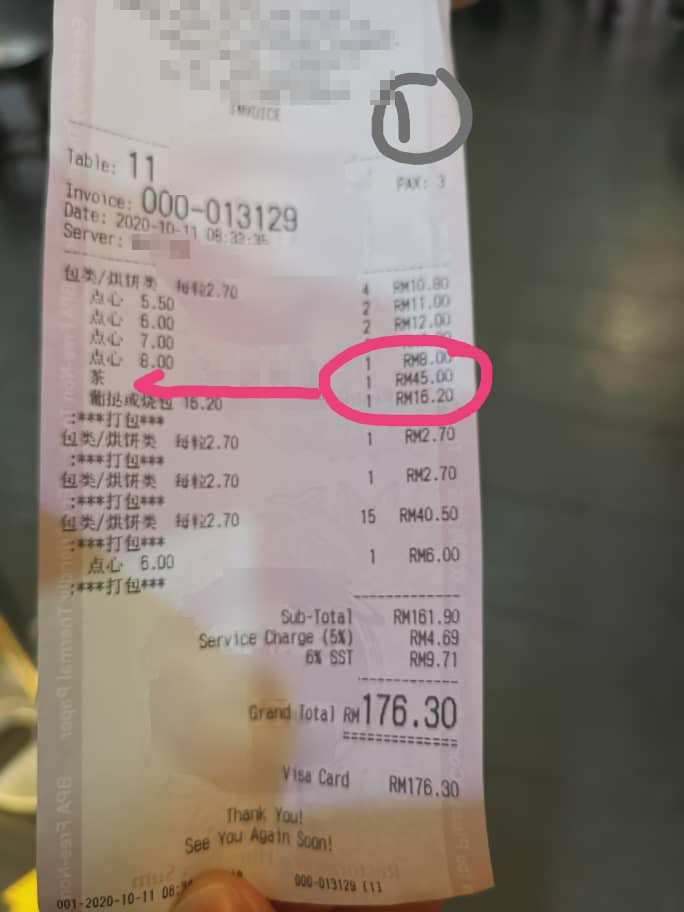 INVOICE
Table: 11 PAX: 3
Invoice: 000-013129
Date: 2020-10-11 08:33:35
Server:
包类/烘饼类 每粒2.70 4 RM10.80
点心 5.50 2 RM11.00
点心 6.00 2 RM12.00
点心 7.00
点心 8.00 1 RM8.00
茶 1 RM45.00
葡挞或烧包 16.20 1 RM16.20
:***打包***
包类/烘饼类 每粒2.70 1 RM2.70
:***打包***
包类/烘饼类 每粒2.70 1 RM2.70
:***打包***
包类/烘饼类 每粒2.70 15 RM40.50
:***打包***
点心 6.00 1 RM6.00
:***打包***
Sub-Total RM161.90
Service Charge (5%) RM4.69
6% SST RM9.71
Grand Total RM176.30
Visa Card RM176.30
Thank You!
See You Again Soon!
001-2020-10-11 000-013129 [1]